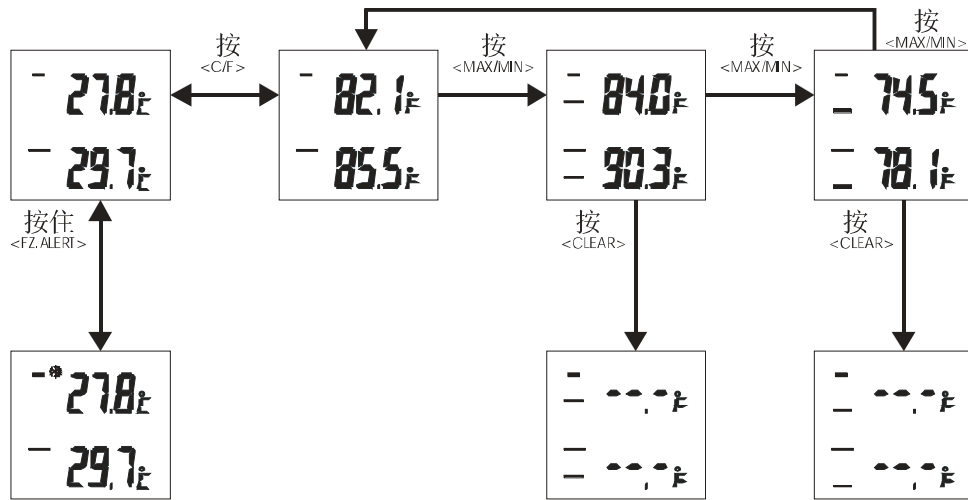 按
<MAX/MIN>
按
<C/F>
按
<MAX/MIN>
按
<MAX/MIN>
27.8℃
29.7℃
82.1℉
85.5℉
84.0℉
90.3℉
74.5℉
78.1℉
按住
<FZ.ALERT>
按
<CLEAR>
按
<CLEAR>
27.8℃
29.7℃
--.-℉
--.-℉
--.-℉
--.-℉